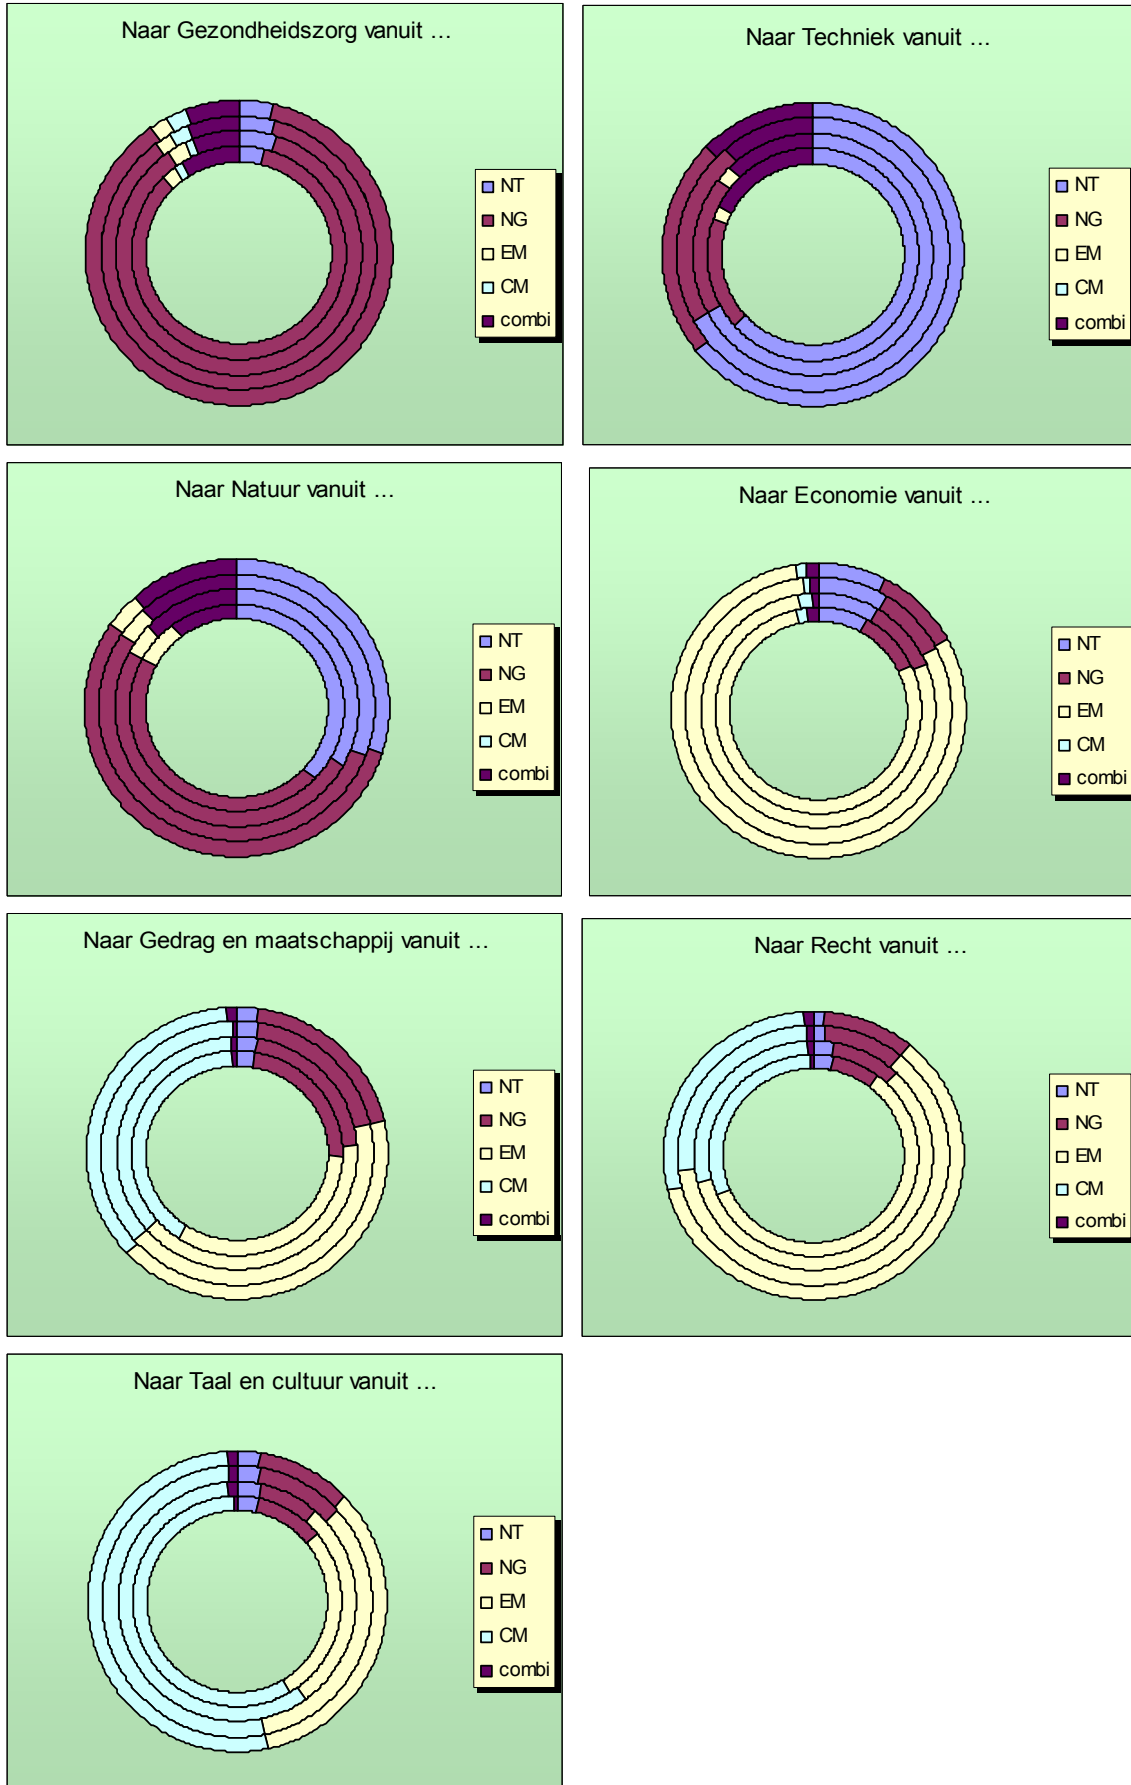 Naar Gezondheidszorg vanuit ...
NT
NG
EM
CM
combi
Naar Techniek vanuit ...
NT
NG
EM
CM
combi
Naar Natuur vanuit ...
NT
NG
EM
CM
combi
Naar Economie vanuit ...
NT
NG
EM
CM
combi
Naar Gedrag en maatschappij vanuit ...
NT
NG
EM
CM
combi
Naar Recht vanuit ...
NT
NG
EM
CM
combi
Naar Taal en cultuur vanuit ...
NT
NG
EM
CM
combi